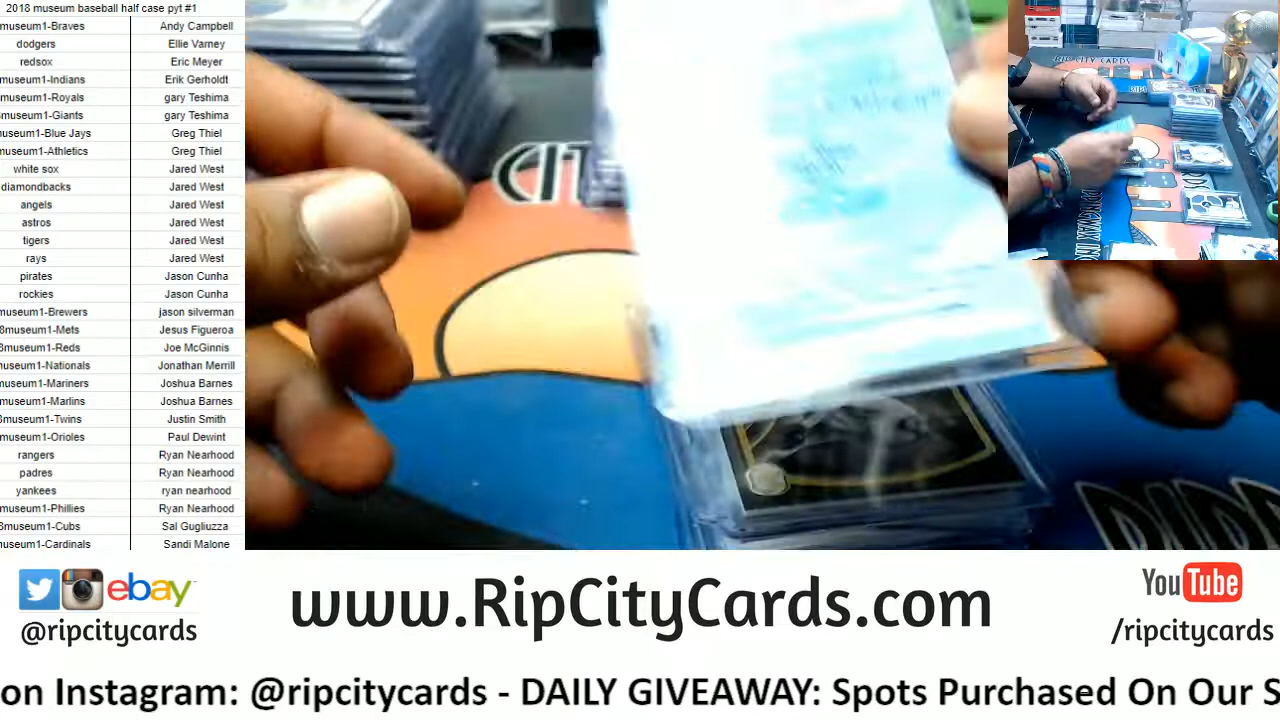 2018 museum baseball half case pyt #1
museum1-Braves Andy Campbell
dodgers Ellie Varney
redsox Eric Meyer
museum1-Indians Erik Gerholdt
museum1-Royals gary Teshima
museum1-Giants gary Teshima
museum1-Blue Jays Greg Thiel
museum1-Athletics Greg Thiel
white sox Jared West
diamondbacks Jared West
angels Jared West
astros Jared West
tigers Jared West
rays Jared West
pirates Jason Cunha
rockies Jason Cunha
museum1-Brewers jason silverman
8museum1-Mets Jesus Figueroa
8museum1-Reds Joe McGinnis
museum1-Nationals Jonathan Merrill
museum1-Mariners Joshua Barnes
museum1-Marlins Joshua Barnes
museum1-Twins Justin Smith
museum1-Orioles Paul Dewint
rangers Ryan Nearhood
padres Ryan Nearhood
yankees ryan nearhood
museum1-Phillies Ryan Nearhood
8museum1-Cubs Sal Gugliuzza
museum1-Cardinals Sandi Malone
CIT
RIP CITY CARDS
ebay
@ripcitycards
www.RipCityCards.com
YouTube
/ripcitycards
on Instagram: @ripcitycards - DAILY GIVEAWAY: Spots Purchased On Our S